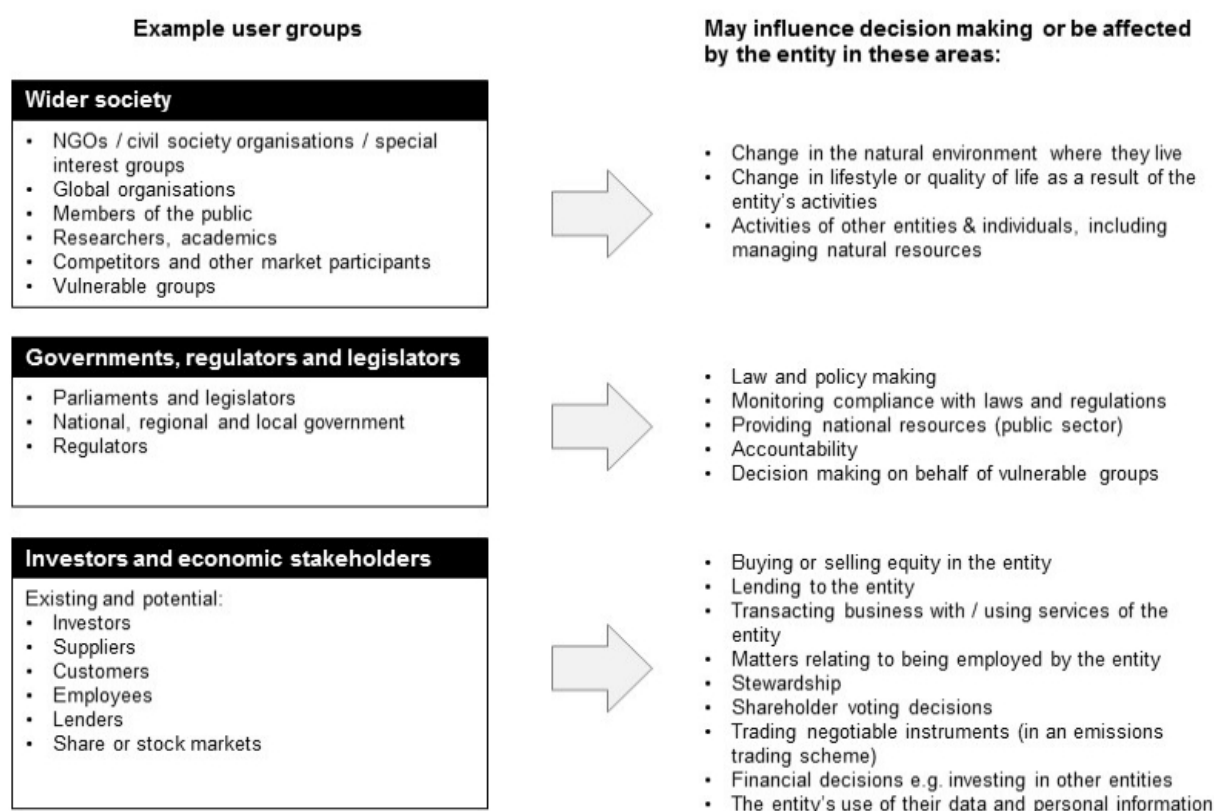 Example user groups
May influence decision making or be affected
by the entity in these areas:
Wider society
• NGOs / civil society organisations / special
interest groups
• Global organisations
• Members of the public
• Researchers, academics
• Competitors and other market participants
• Vulnerable groups
• Change in the natural environment where they live
• Change in lifestyle or quality of life as a result of the
entity's activities
• Activities of other entities & individuals, including
managing natural resources
Governments, regulators and legislators
• Parliaments and legislators
• National, regional and local government
• Regulators
• Law and policy making
• Monitoring compliance with laws and regulations
• Providing national resources (public sector)
• Accountability
• Decision making on behalf of vulnerable groups
Investors and economic stakeholders
Existing and potential:
• Investors
• Suppliers
• Customers
• Employees
• Lenders
• Share or stock markets
• Buying or selling equity in the entity
• Lending to the entity
• Transacting business with / using services of the
entity
• Matters relating to being employed by the entity
• Stewardship
• Shareholder voting decisions
• Trading negotiable instruments (in an emissions
trading scheme)
• Financial decisions e.g. investing in other entities
• The entity's use of their data and personal information